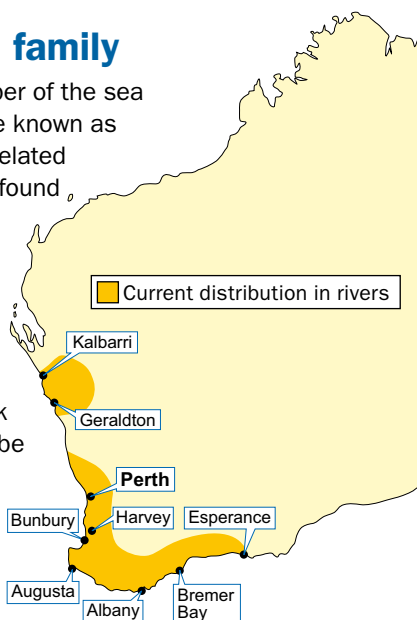 family
ber of the sea
e known as
elated
found
Current distribution in rivers
Kalbarri
k
Geraldton
be
Perth
Bunbury
Harvey
Esperance
Augusta
Albany
Bremer
Bay